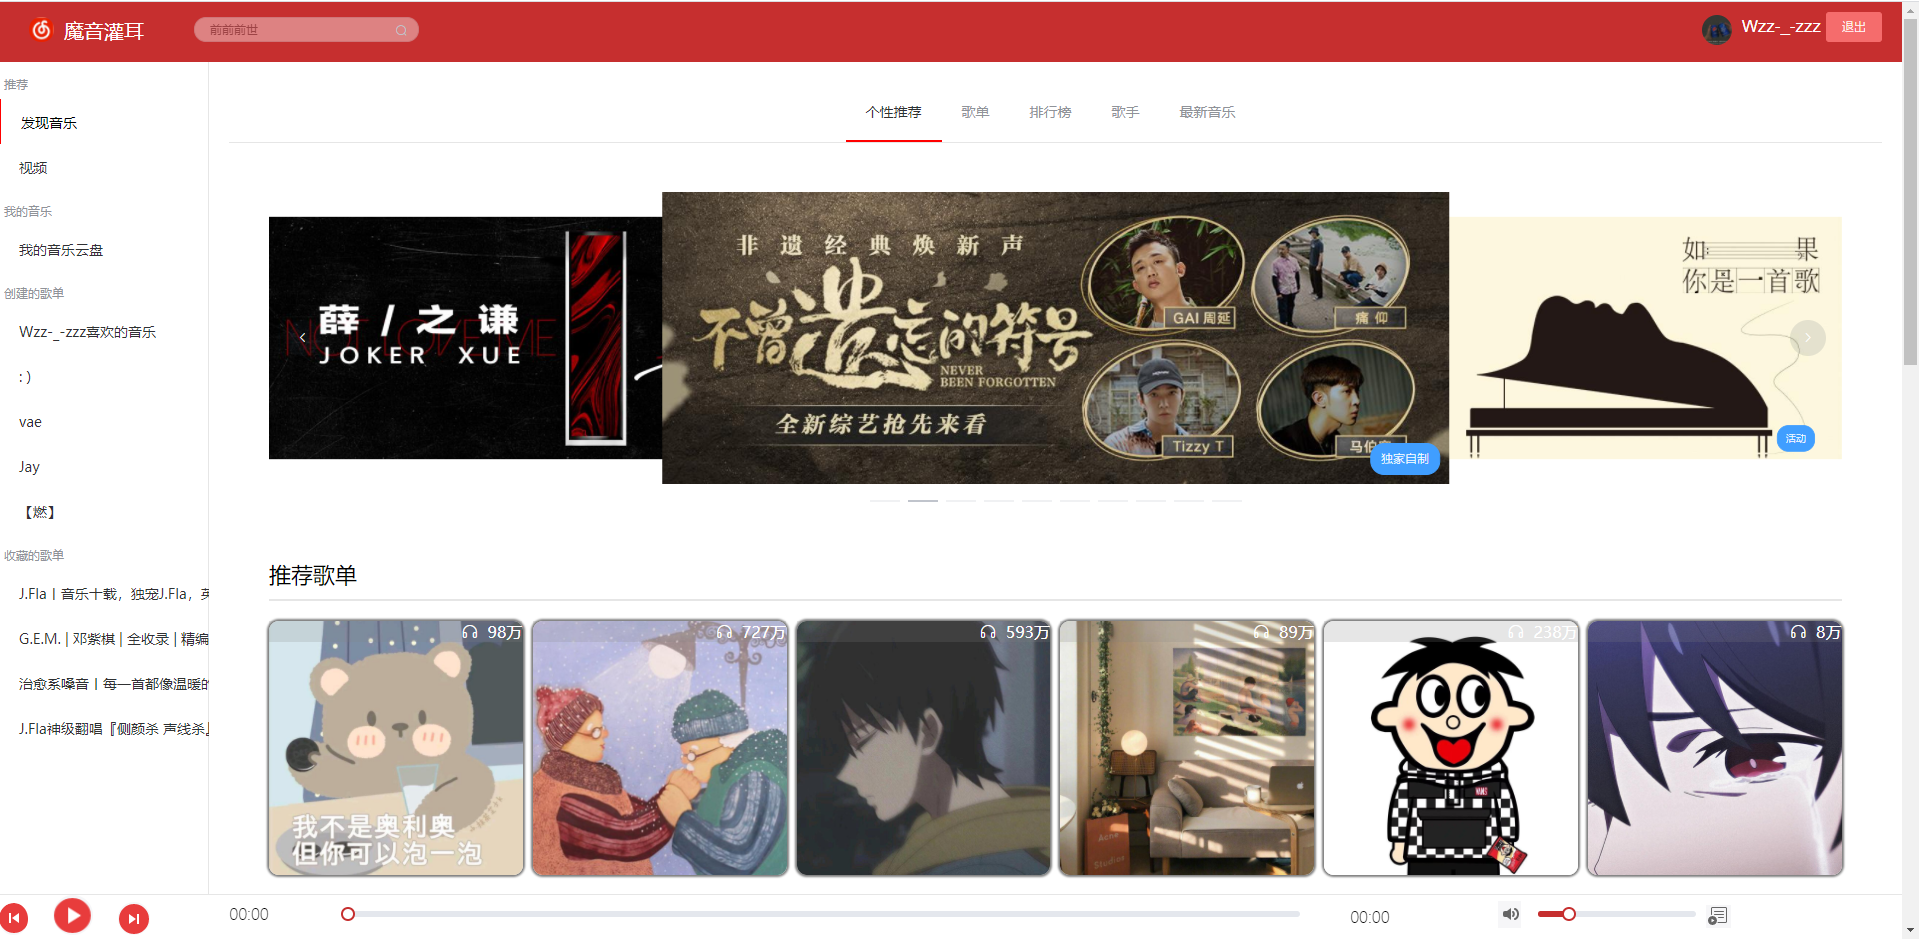 魔音灌耳
前前前世
Wzz-_-zzz
退出
推荐
发现音乐
视频
我的音乐
我的音乐云盘
创建的歌单
Wzz-_-zzz喜欢的音乐
: )
vae
Jay
【燃】
收藏的歌单
J.Fla丨音乐十载，独宠J.Fla，英
G.E.M. | 邓紫棋 | 全收录 | 精编
治愈系嗓音丨每一首都像温暖的
J.Fla神级翻唱『侧颜杀 声线杀』
个性推荐
歌单
排行榜
歌手
最新音乐
NOT LOVE ME
薛 / 之 谦
JOKER XUE
非遗经典焕新声
不曾遗忘的符号
NEVER
BEEN FORGOTTEN
全新综艺抢先来看
GAI 周延
痛仰
Tizzy T
马伯
独家自制
如果
你是一首歌
活动
推荐歌单
98万
我不是奥利奥
但你可以泡一泡
727万
593万
89万
Acne
Studios
238万
VANS
8万
00:00
00:00